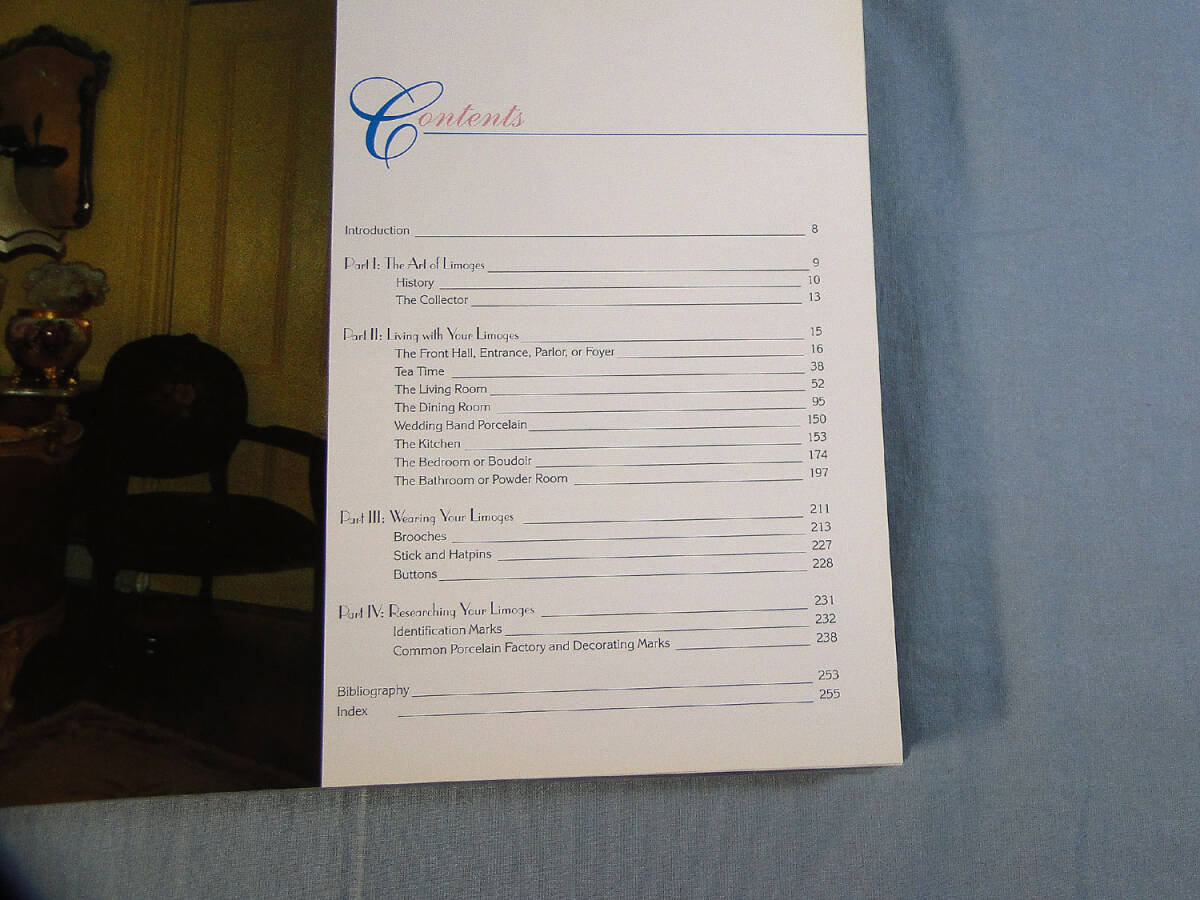 Contents
Introduction 8
Part I: The Art of Limoges 9
History 10
The Collector 13
Part II: Living with Your Limoges 15
The Front Hall, Entrance, Parlor, or Foyer 16
Tea Time 38
The Living Room 52
The Dining Room 95
Wedding Band Porcelain 150
The Kitchen 153
The Bedroom or Boudoir 174
The Bathroom or Powder Room 197
Part III: Wearing Your Limoges 211
Brooches 213
Stick and Hatpins 227
Buttons 228
Part IV: Researching Your Limoges 231
Identification Marks 232
Common Porcelain Factory and Decorating Marks 238
Bibliography 253
Index 255